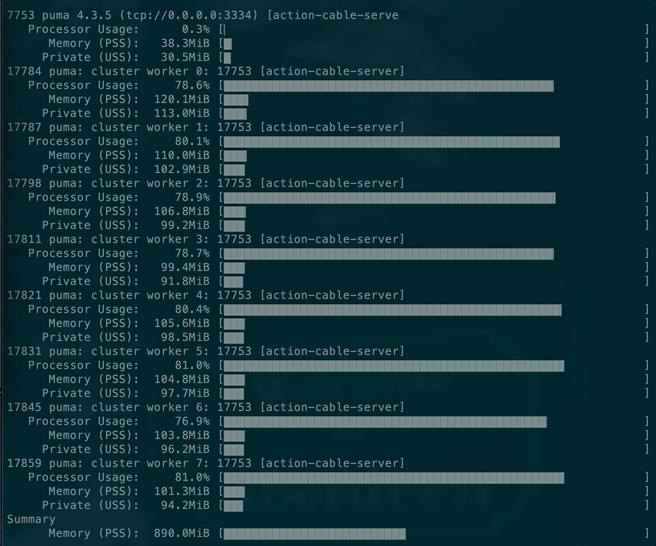 7753 puma 4.3.5 (tcp://0.0.0.0:3334) [action-cable-serve
Processor Usage: 0.3% [ ]
Memory (PSS): 38.3MiB [ ]
Private (USS): 30.5MiB [ ]
17784 puma: cluster worker 0: 17753 [action-cable-server]
Processor Usage: 78.6% [ ]
Memory (PSS): 120.1MiB [ ]
Private (USS): 113.0MiB [ ]
17787 puma: cluster worker 1: 17753 [action-cable-server]
Processor Usage: 80.1% [ ]
Memory (PSS): 110.0MiB [ ]
Private (USS): 102.9MiB [ ]
17798 puma: cluster worker 2: 17753 [action-cable-server]
Processor Usage: 78.9% [ ]
Memory (PSS): 106.8MiB [ ]
Private (USS): 99.2MiB [ ]
17811 puma: cluster worker 3: 17753 [action-cable-server]
Processor Usage: 78.7% [ ]
Memory (PSS): 99.4MiB [ ]
Private (USS): 91.8MiB [ ]
17821 puma: cluster worker 4: 17753 [action-cable-server]
Processor Usage: 80.4% [ ]
Memory (PSS): 105.6MiB [ ]
Private (USS): 98.5MiB [ ]
17831 puma: cluster worker 5: 17753 [action-cable-server]
Processor Usage: 81.0% [ ]
Memory (PSS): 104.8MiB [ ]
Private (USS): 97.7MiB [ ]
17845 puma: cluster worker 6: 17753 [action-cable-server]
Processor Usage: 76.9% [ ]
Memory (PSS): 103.8MiB [ ]
Private (USS): 96.2MiB [ ]
17859 puma: cluster worker 7: 17753 [action-cable-server]
Processor Usage: 81.0% [ ]
Memory (PSS): 101.3MiB [ ]
Private (USS): 94.2MiB [ ]
Summary
Memory (PSS): 890.0MiB [ ]